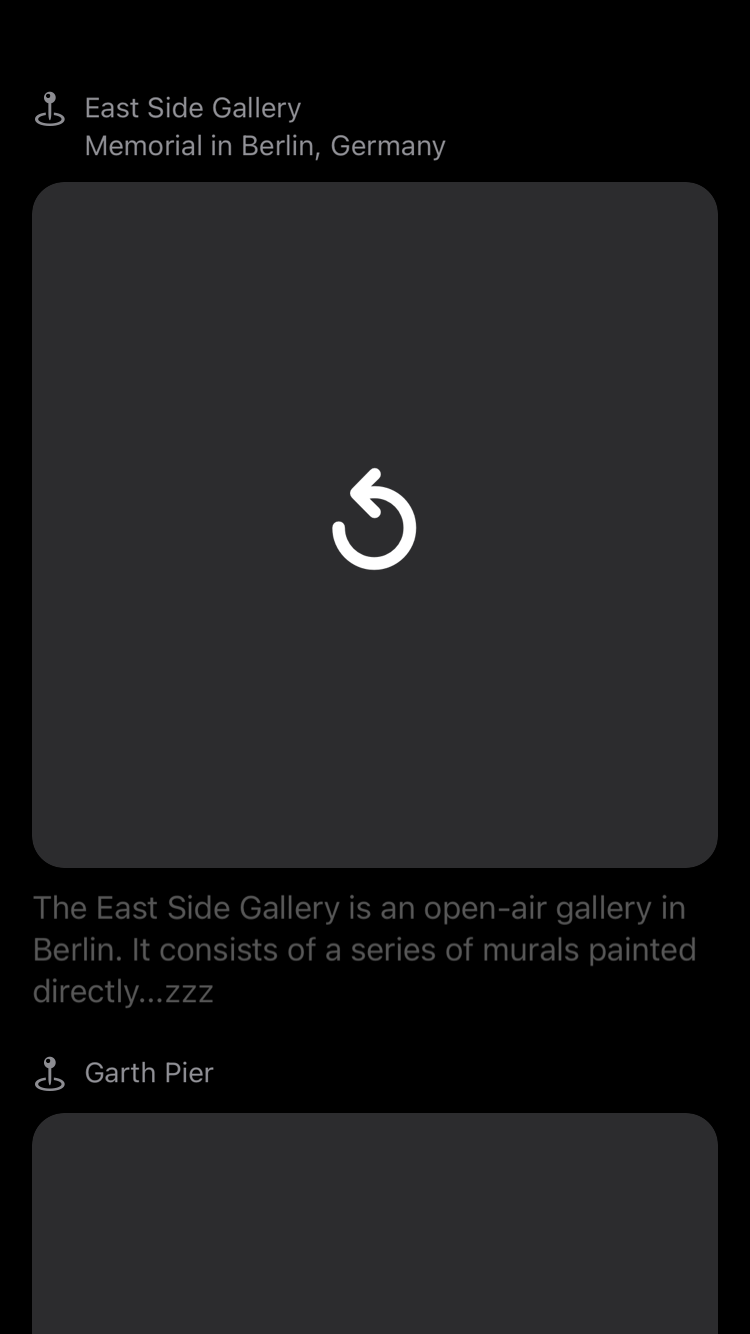 East Side Gallery
Memorial in Berlin, Germany
The East Side Gallery is an open-air gallery in
Berlin. It consists of a series of murals painted
directly...zzz
Garth Pier